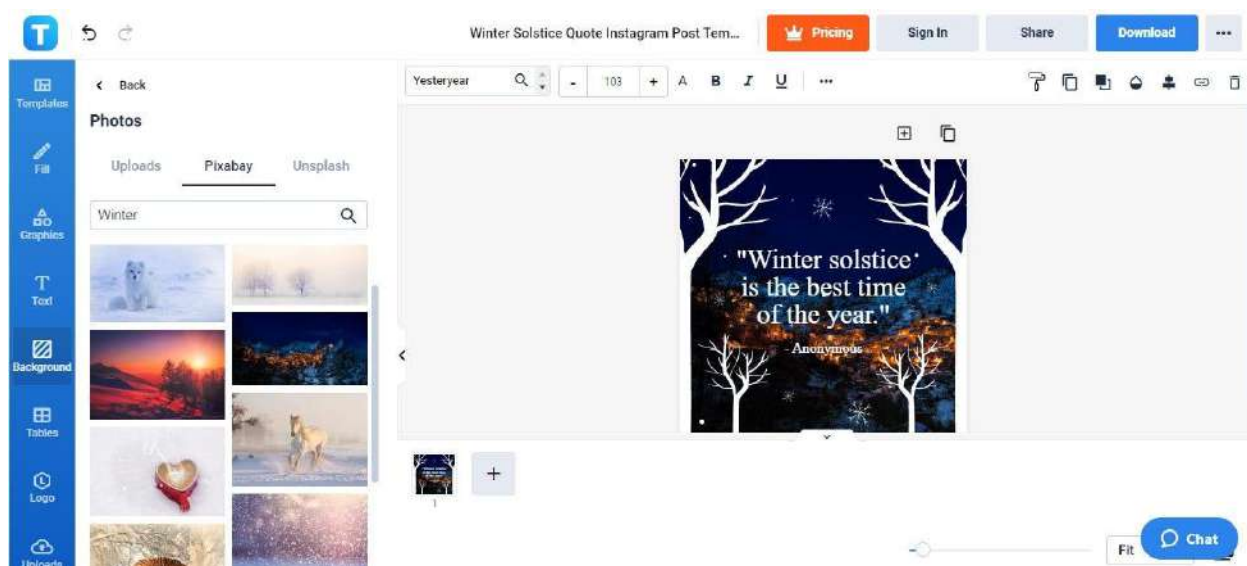 T
Winter Solstice Quote Instagram Post Tem...
Pricing
Sign In
Share
Download
Templates
Fill
Graphics
Text
Background
Tables
Logo
Uploads
Back
Photos
Uploads Pixabay Unsplash
Winter
Yesteryear
- 103 + A B I U
"Winter solstice
is the best time
of the year."
- Anonymous
1
+
Fit
Chat